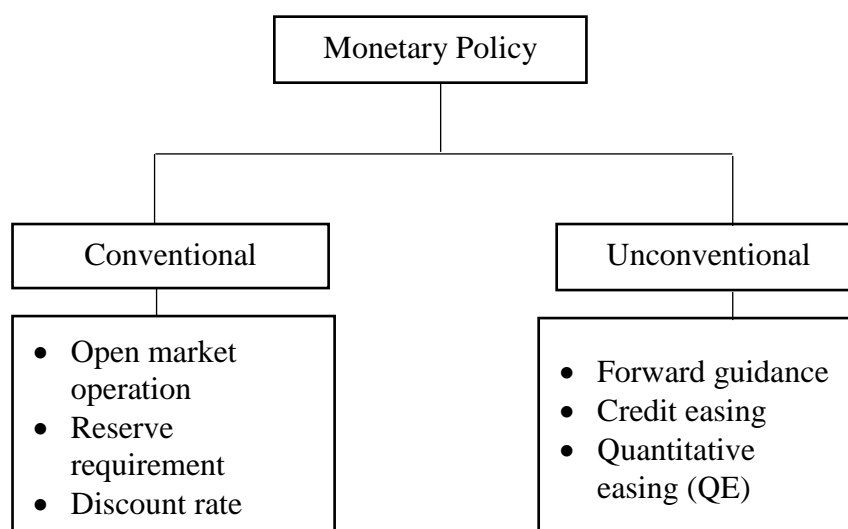 Monetary Policy
Conventional
Unconventional
• Open market
operation
• Reserve
requirement
• Discount rate
• Forward guidance
• Credit easing
• Quantitative
easing (QE)